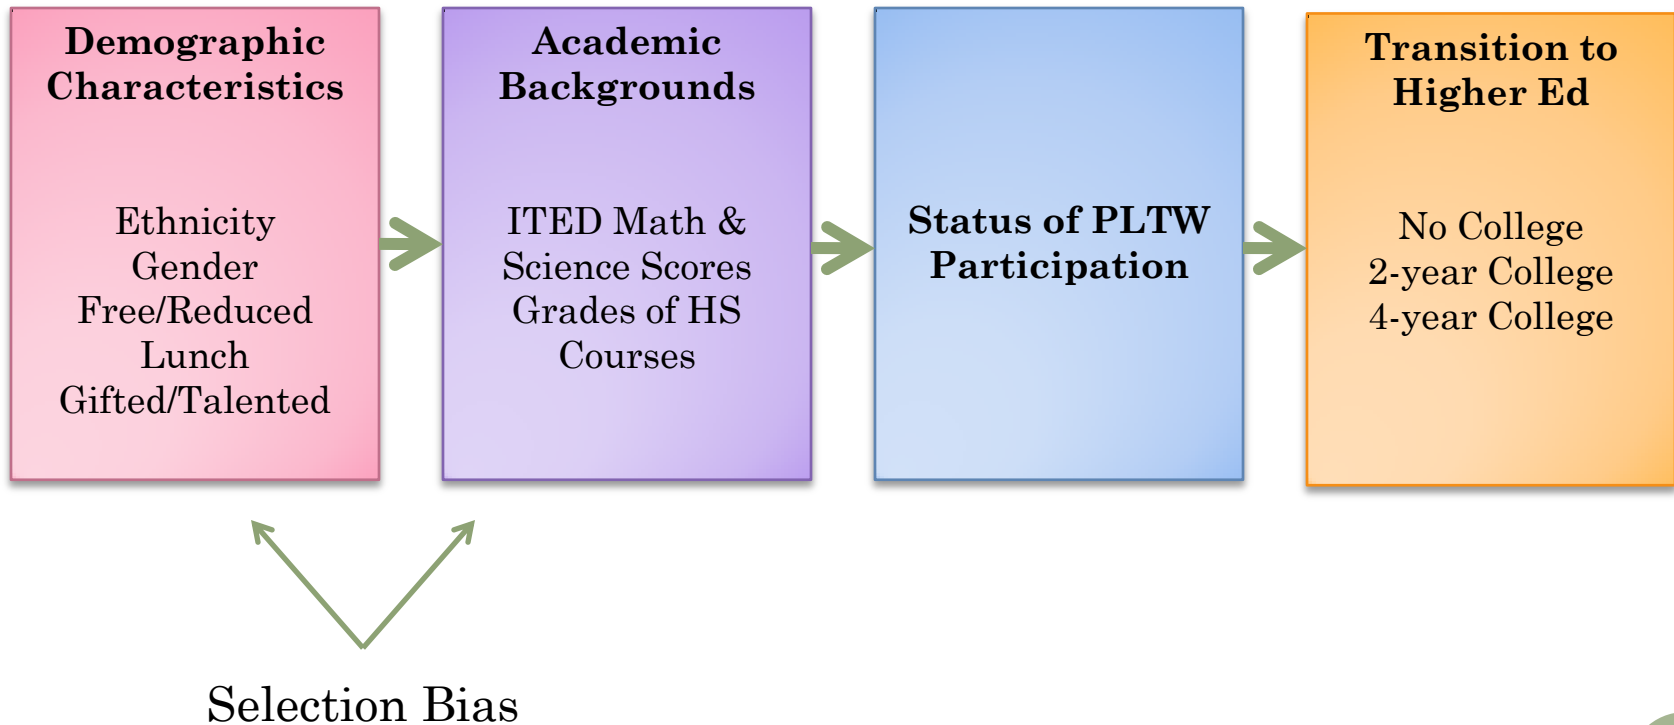 Demographic
Characteristics
Ethnicity
Gender
Free/Reduced
Lunch
Gifted/Talented
Academic
Backgrounds
ITED Math &
Science Scores
Grades of HS
Courses
Status of PLTW
Participation
Transition to
Higher Ed
No College
2-year College
4-year College
Selection Bias